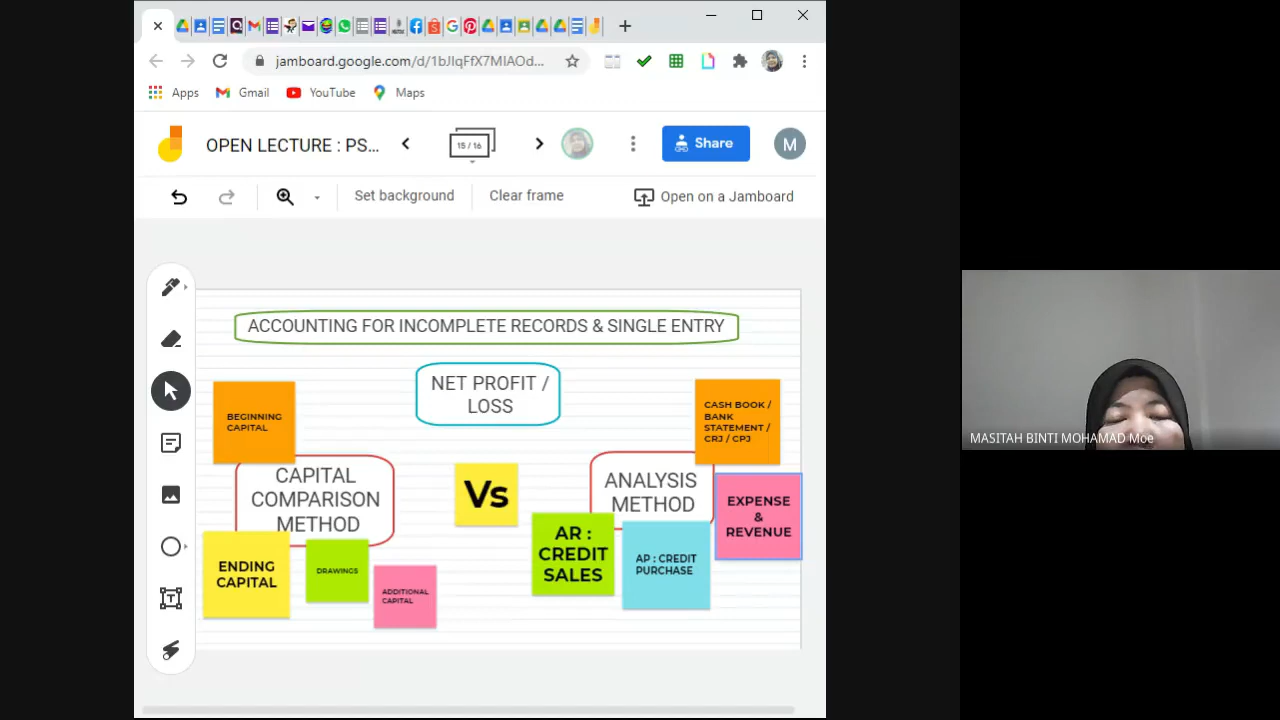 jamboard.google.com/d/1bJIqFfX7MIAOd...
Apps
Gmail
YouTube
Maps
OPEN LECTURE : PS...
15 / 16
Share
M
Set background
Clear frame
Open on a Jamboard
ACCOUNTING FOR INCOMPLETE RECORDS & SINGLE ENTRY
NET PROFIT /
LOSS
BEGINNING
CAPITAL
CASH BOOK /
BANK
STATEMENT /
CRJ / CPJ
CAPITAL
COMPARISON
METHOD
Vs
ANALYSIS
METHOD
EXPENSE
&
REVENUE
ENDING
CAPITAL
DRAWINGS
ADDITIONAL
CAPITAL
AR :
CREDIT
SALES
AP : CREDIT
PURCHASE
MASITAH BINTI MOHAMAD Moe